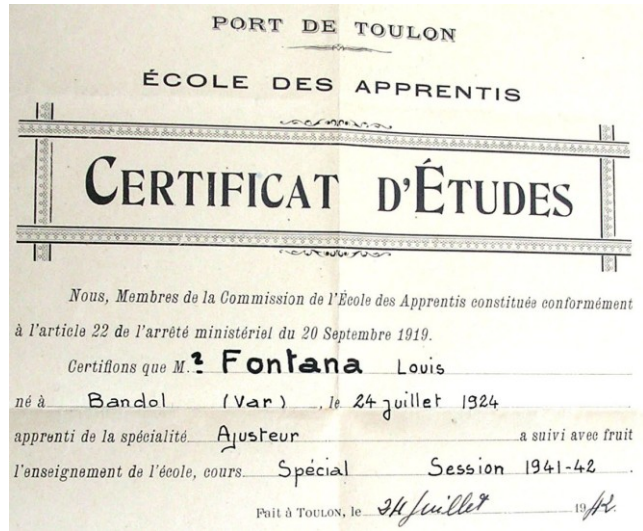 PORT DE TOULON
ÉCOLE DES APPRENTIS
CERTIFICAT D'ÉTUDES
Nous, Membres de la Commission de l'École des Apprentis constituée conformément
à l'article 22 de l'arrêté ministériel du 20 Septembre 1919.
Certifions que M. Fontana Louis
né à Bandol (Var), le 24 juillet 1924
apprenti de la spécialité Ajusteur a suivi avec fruit
l'enseignement de l'école, cours Spécial Session 1941-42.
Fait à TOULON, le 24 Juillet 1942.